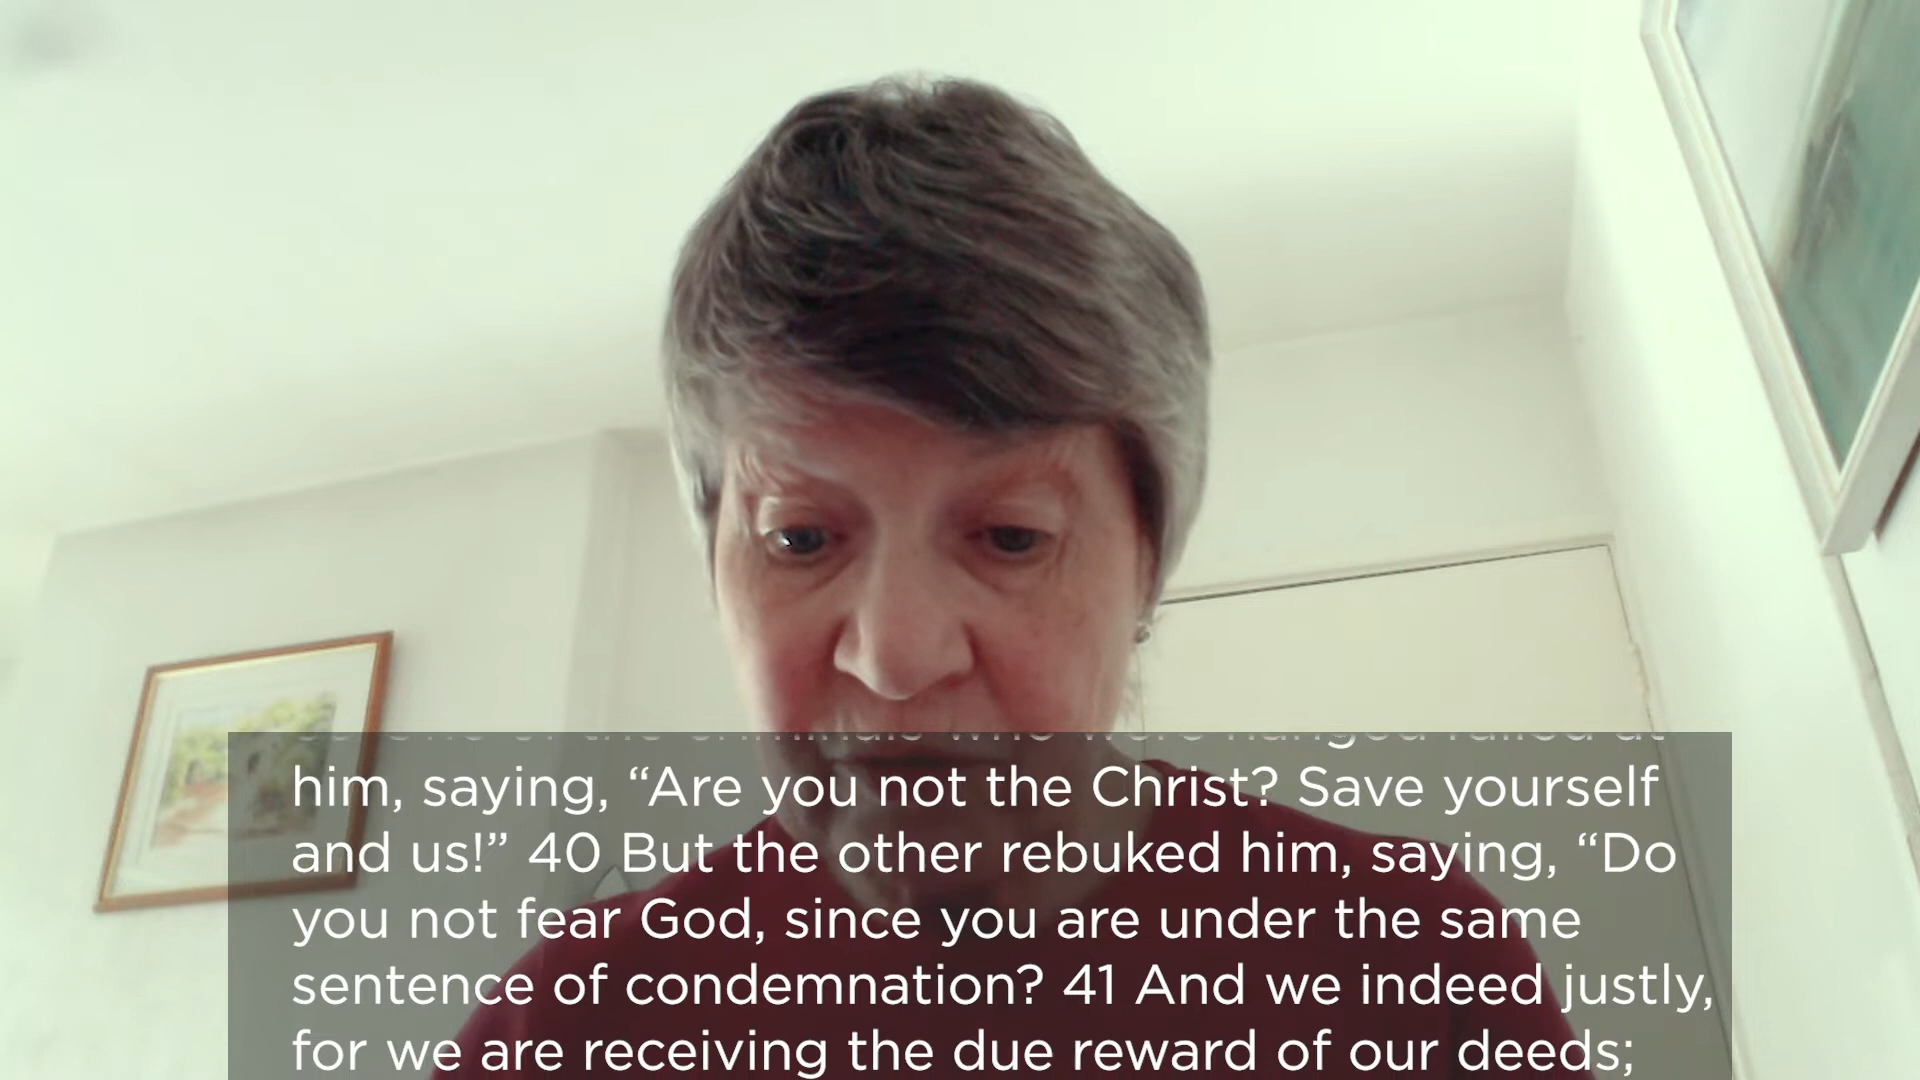 him, saying, “Are you not the Christ? Save yourself
and us!” 40 But the other rebuked him, saying, “Do
you not fear God, since you are under the same
sentence of condemnation? 41 And we indeed justly,
for we are receiving the due reward of our deeds;